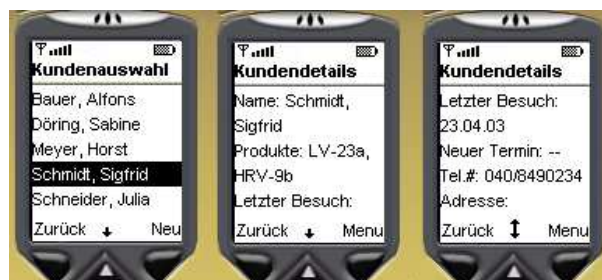 Kundenauswahl
Bauer, Alfons
Döring, Sabine
Meyer, Horst
Schmidt, Sigfrid
Schneider, Julia
Zurück Neu
Kundendetails
Name: Schmidt,
Sigfrid
Produkte: LV-23a,
HRV-9b
Letzter Besuch:
Zurück Menu
Kundendetails
Letzter Besuch:
23.04.03
Neuer Termin: --
Tel.#: 040/8490234
Adresse:
Zurück Menu